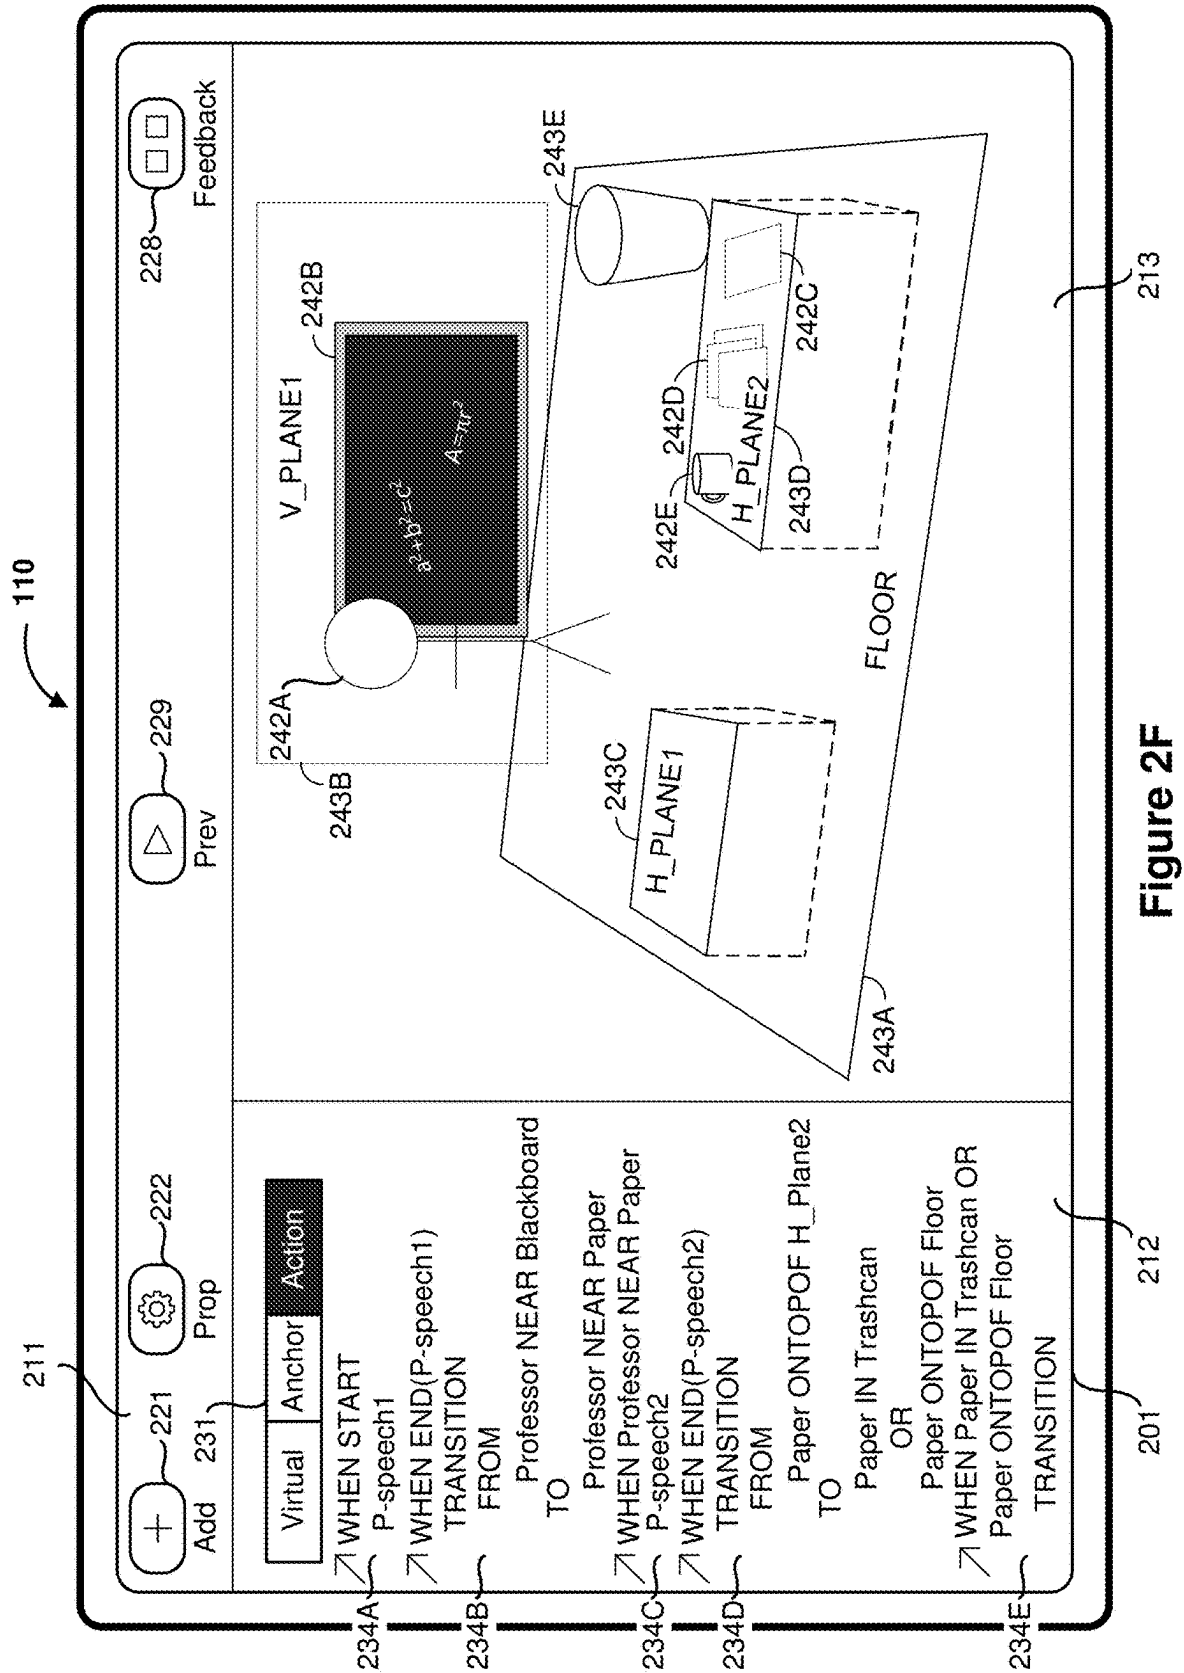 110
211
221
Add
222
Prop
229
Prev
228
Feedback
231
Virtual
Anchor
Action
234A
WHEN START
P-speech1
234B
WHEN END(P-speech1)
TRANSITION
FROM
Professor NEAR Blackboard
TO
Professor NEAR Paper
234C
WHEN Professor NEAR Paper
P-speech2
234D
WHEN END(P-speech2)
TRANSITION
FROM
Paper ONTOPOF H_Plane2
TO
Paper IN Trashcan
OR
Paper ONTOPOF Floor
234E
WHEN Paper IN Trashcan OR
Paper ONTOPOF Floor
TRANSITION
201
212
V_PLANE1
242B
242A
243B
a²+b²=c²
A=πr²
243E
243C
H_PLANE1
242E
242D
242C
H_PLANE2
243D
FLOOR
243A
213
Figure 2F